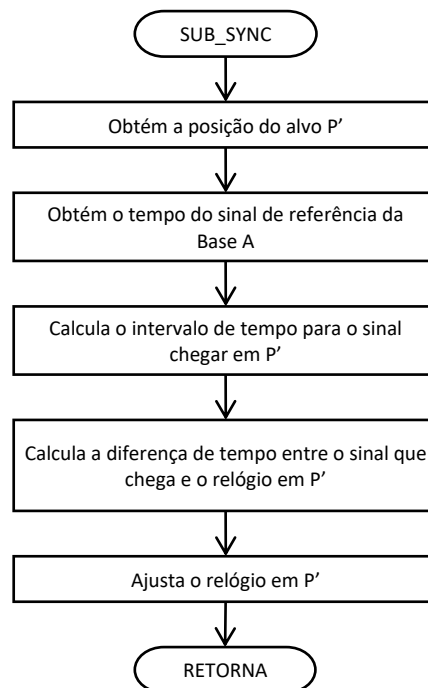 SUB_SYNC
Obtém a posição do alvo P’
Obtém o tempo do sinal de referência da
Base A
Calcula o intervalo de tempo para o sinal
chegar em P’
Calcula a diferença de tempo entre o sinal que
chega e o relógio em P’
Ajusta o relógio em P’
RETORNA